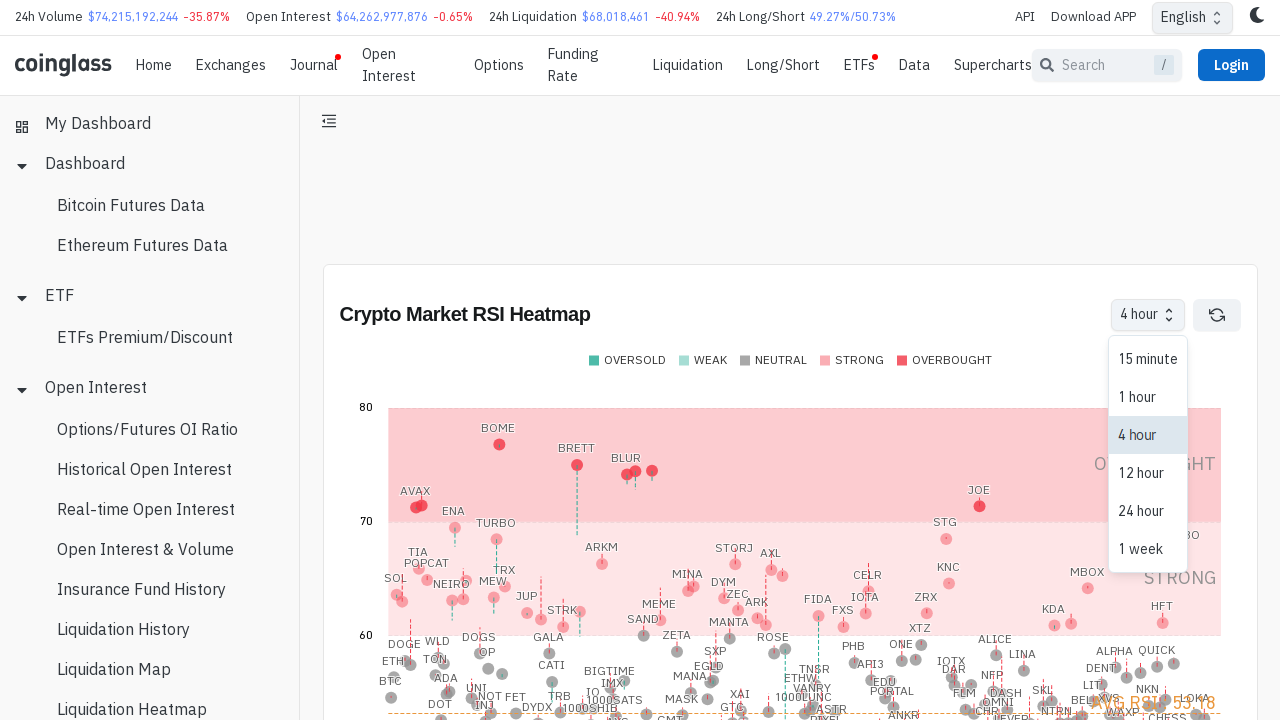 24h Volume $74,215,192,244 -35.87% Open Interest $64,262,977,876 -0.65% 24h Liquidation $68,018,461 -40.94% 24h Long/Short 49.27%/50.73% API Download APP English
coinglass Home Exchanges Journal Open Interest Options Funding Rate Liquidation Long/Short ETFs Data Supercharts Search / Login
My Dashboard
Dashboard
Bitcoin Futures Data
Ethereum Futures Data
ETF
ETFs Premium/Discount
Open Interest
Options/Futures OI Ratio
Historical Open Interest
Real-time Open Interest
Open Interest & Volume
Insurance Fund History
Liquidation History
Liquidation Map
Liquidation Heatmap
Crypto Market RSI Heatmap
4 hour
15 minute
1 hour
4 hour
12 hour
24 hour
1 week
OVERSOLD WEAK NEUTRAL STRONG OVERBOUGHT
80
BOME
BRETT
BLUR
AVAX
JOE
ENA
70
TURBO
STG
ARKM
STORJ
AXL
TIA
POPCAT
TRX
MINA
CELR
KNC
MBOX
STRONG
SOL
NEIRO
MEW
DYM
JUP
ZEC
MEME
ARK
FIDA
IOTA
ZRX
STRK
FXS
KDA
HFT
SAND
MANTA
XTZ
60
DOGE
WLD
DOGS
GALA
ZETA
ROSE
PHB
ONE
ALICE
ETH
TON
OP
CATI
SXP
EGLD
TNSR
API3
IOTX
DAR
LINA
ALPHA
QUICK
BTC
ADA
UNI
NOT
FET
TRB
BIGTIME
IMX
IO
MANA
MASK
XAI
ETHW
VANRY
1000LUNC
EDU
PORTAL
NFP
FLM
DASH
OMNI
SKL
DENT
LIT
NKN
DOT
INJ
DYDX
1000SHIB
1000SATS
GMT
GTC
ASTR
PIXEL
ANKR
CHR
NTRN
BEL
XVS
WAXP
CHESS
LOKA
AVG RSI: 53.18